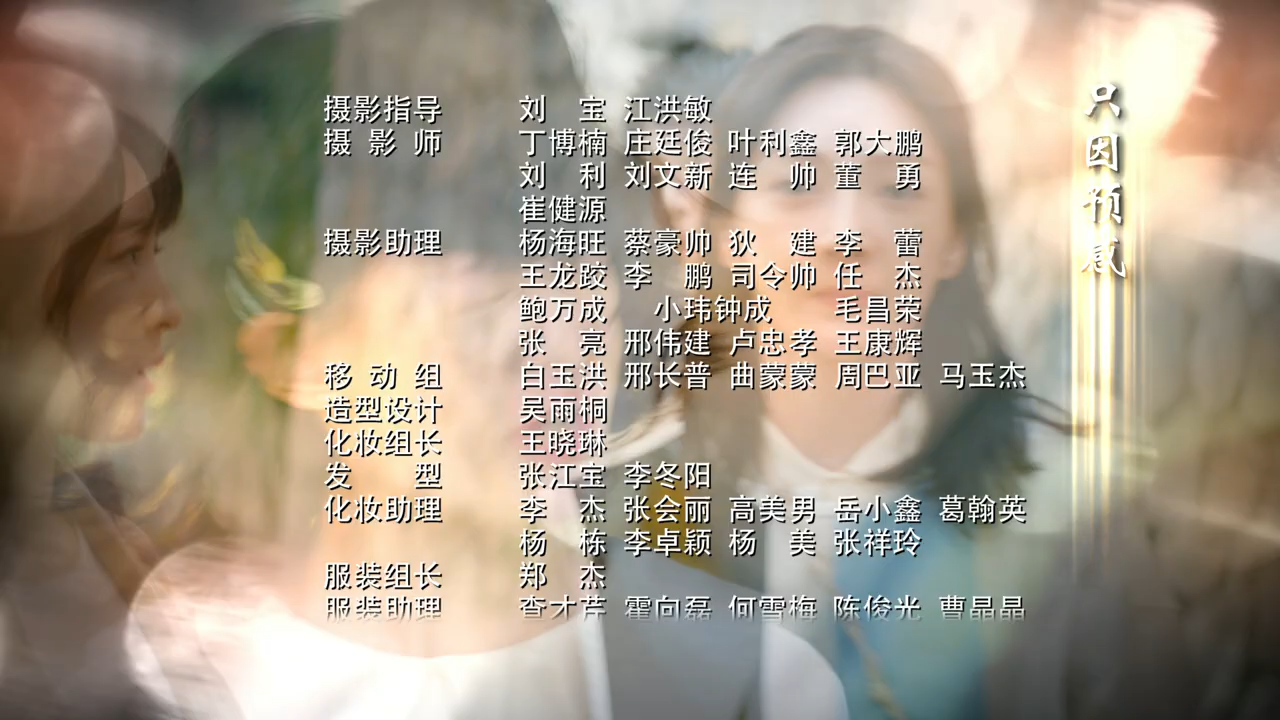 摄影指导 刘 宝 江洪敏
摄 影 师 丁博楠 庄廷俊 叶利鑫 郭大鹏
刘 利 刘文新 连 帅 董 勇
崔健源
摄影助理 杨海旺 蔡豪帅 狄 建 李 蕾
王龙跤 李 鹏 司令帅 任 杰
鲍万成 小玮钟成 毛昌荣
张 亮 邢伟建 卢忠孝 王康辉
移 动 组 白玉洪 邢长普 曲蒙蒙 周巴亚 马玉杰
造型设计 吴雨桐
化妆组长 王晓琳
发 型 张江宝 李冬阳
化妆助理 李 杰 张会丽 高美男 岳小鑫 葛翰英
杨 栋 李卓颖 杨 美 张祥玲
服装组长 郑 杰
服装助理 查才芹 霍向磊 何雪梅 陈俊光 曹晶晶
只因预感